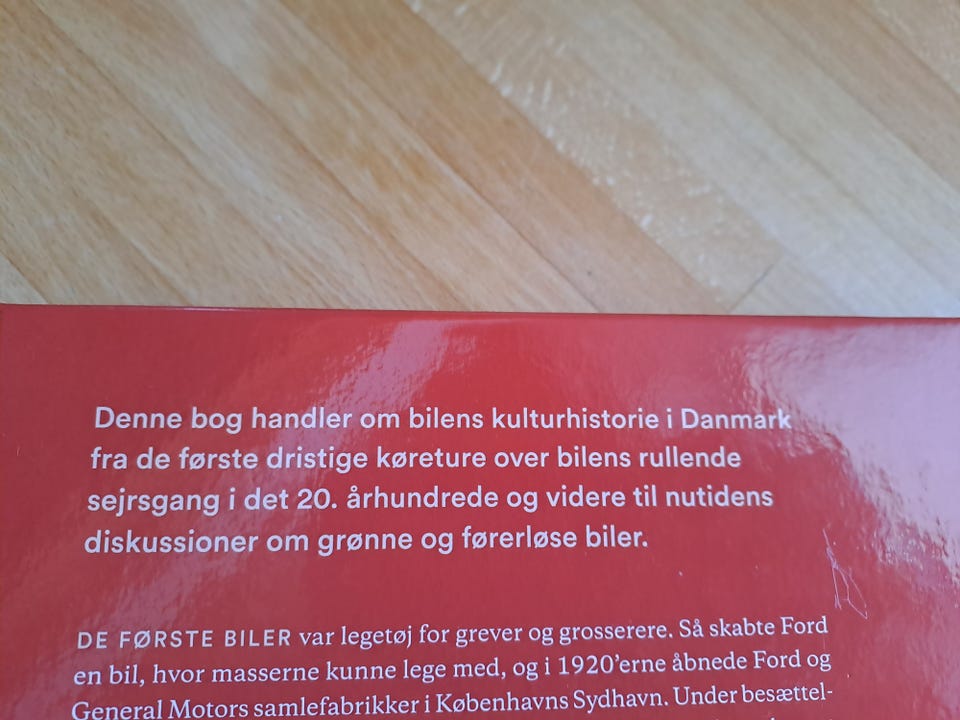 Denne bog handler om bilens kulturhistorie i Danmark
fra de første dristige køreture over bilens rullende
sejrsgang i det 20. århundrede og videre til nutidens
diskussioner om grønne og førerløse biler.
DE FØRSTE BILER var legetøj for grever og grosserere. Så skabte Ford
en bil, hvor masserne kunne lege med, og i 1920’erne åbnede Ford og
General Motors samlefabrikker i Københavns Sydhavn. Under besættel-